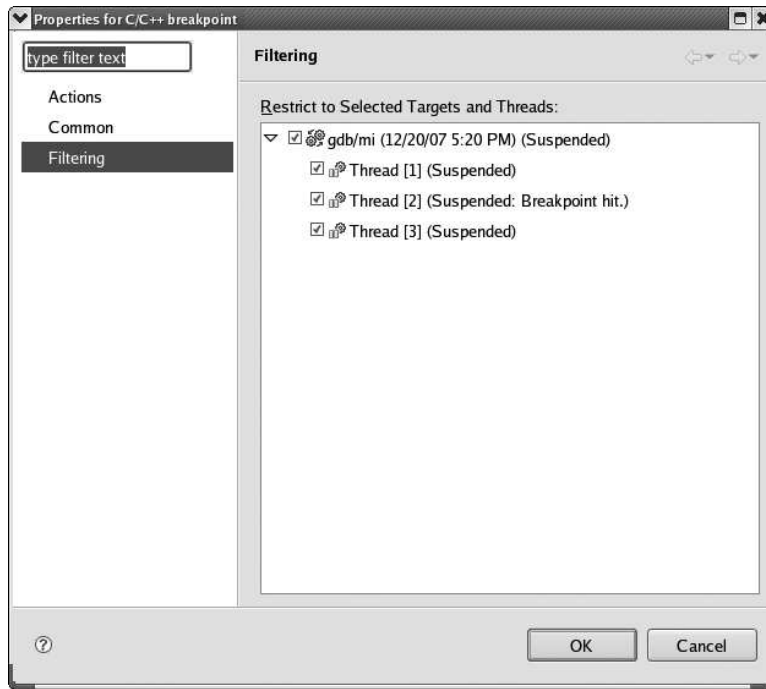 Properties for C/C++ breakpoint
type filter text
Actions
Common
Filtering
Filtering
Restrict to Selected Targets and Threads:
gdb/mi (12/20/07 5:20 PM) (Suspended)
Thread [1] (Suspended)
Thread [2] (Suspended: Breakpoint hit.)
Thread [3] (Suspended)
?
OK
Cancel